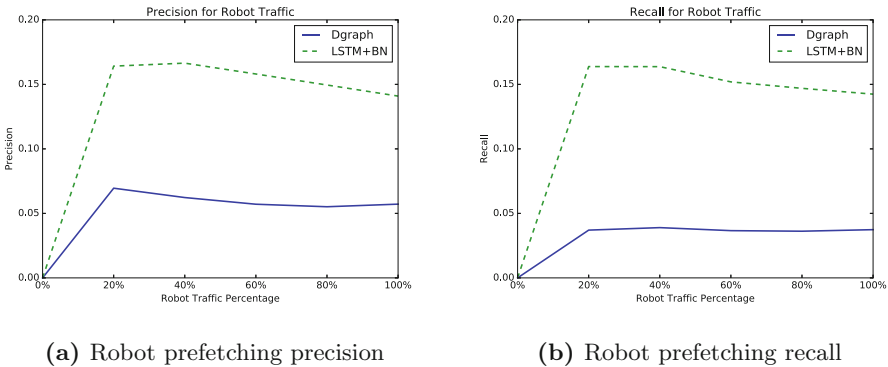 Precision for Robot Traffic
Dgraph
LSTM+BN
Precision
0.20
0.15
0.10
0.05
0.00
0% 20% 40% 60% 80% 100%
Robot Traffic Percentage
(a) Robot prefetching precision
Recall for Robot Traffic
Dgraph
LSTM+BN
Recall
0.20
0.15
0.10
0.05
0.00
0% 20% 40% 60% 80% 100%
Robot Traffic Percentage
(b) Robot prefetching recall